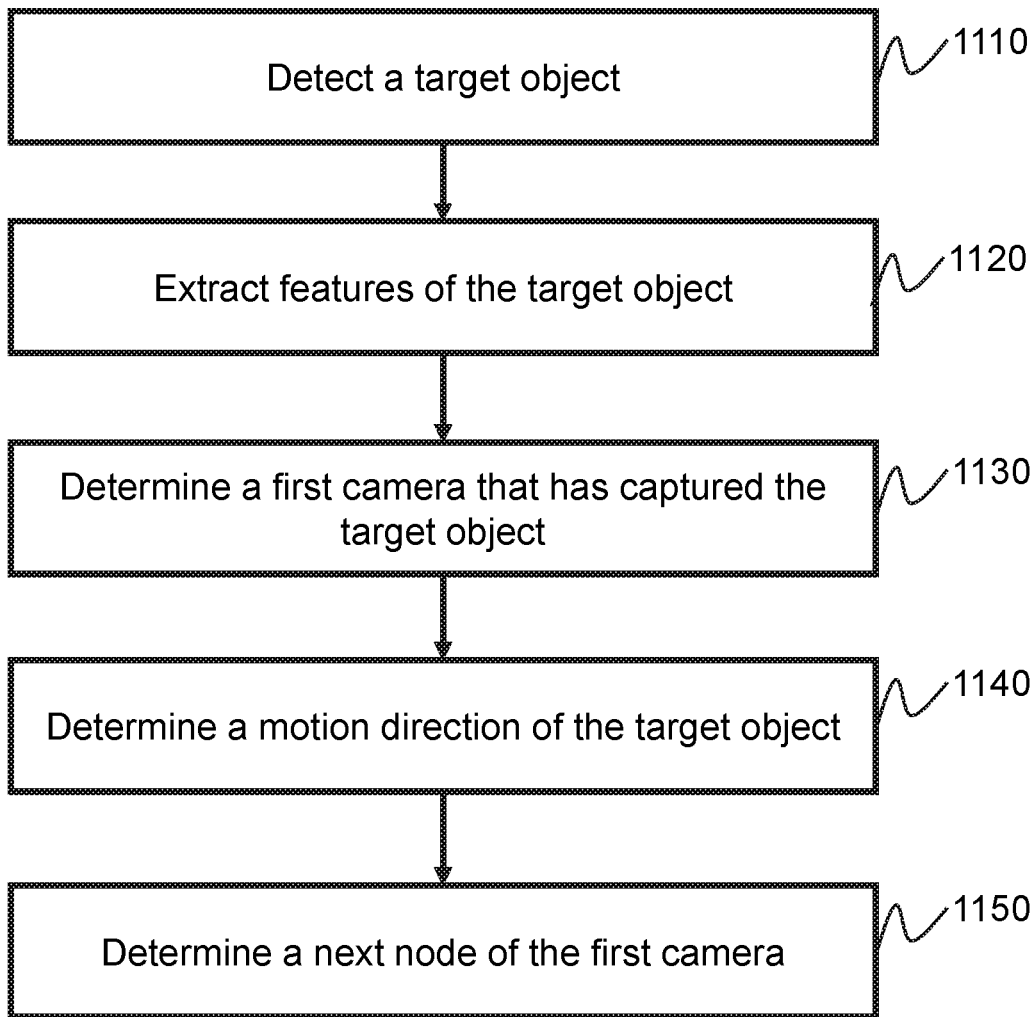 Detect a target object
1110
Extract features of the target object
1120
Determine a first camera that has captured the
target object
1130
Determine a motion direction of the target object
1140
Determine a next node of the first camera
1150